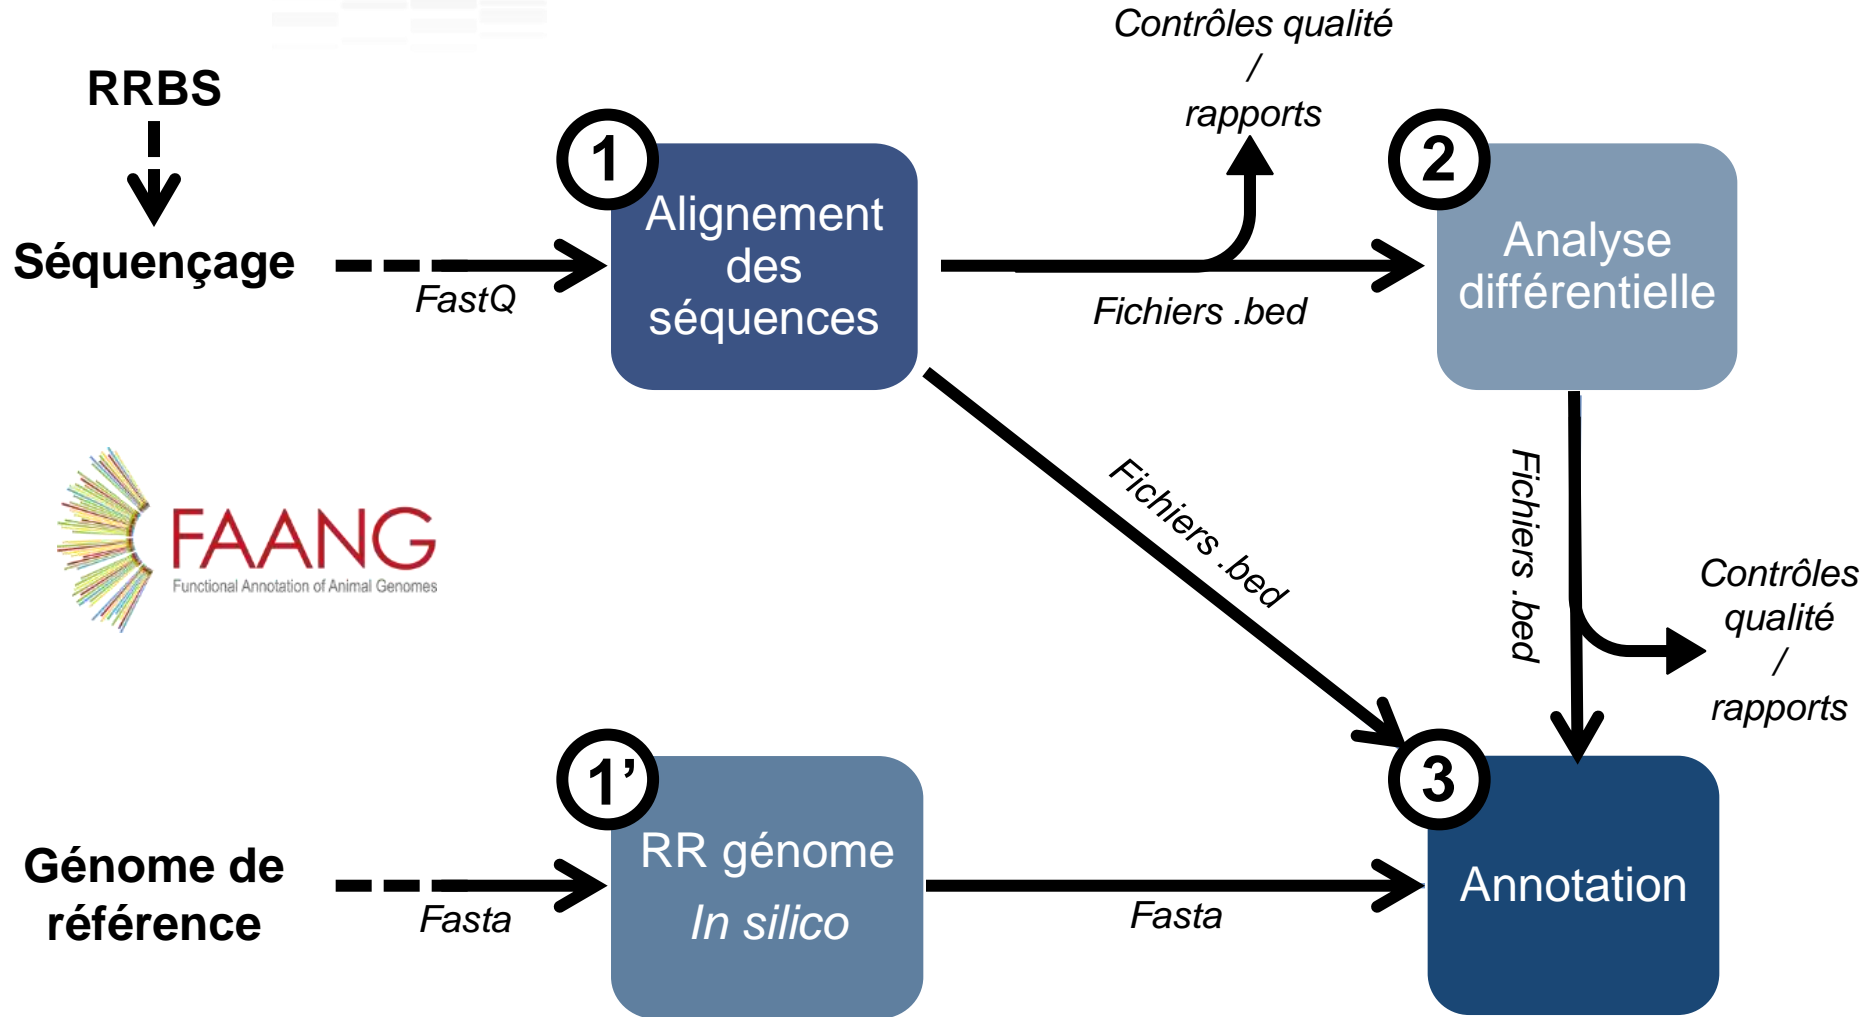 Contrôles qualité
/
rapports
RRBS
1
2
Alignement
des
séquences
Analyse
différentielle
Séquençage
FastQ
Fichiers .bed
Fichiers .bed
Fichiers .bed
FAANG
Functional Annotation of Animal Genomes
Contrôles
qualité
/
rapports
1’
3
Génome de
référence
Fasta
RR génome
In silico
Fasta
Annotation